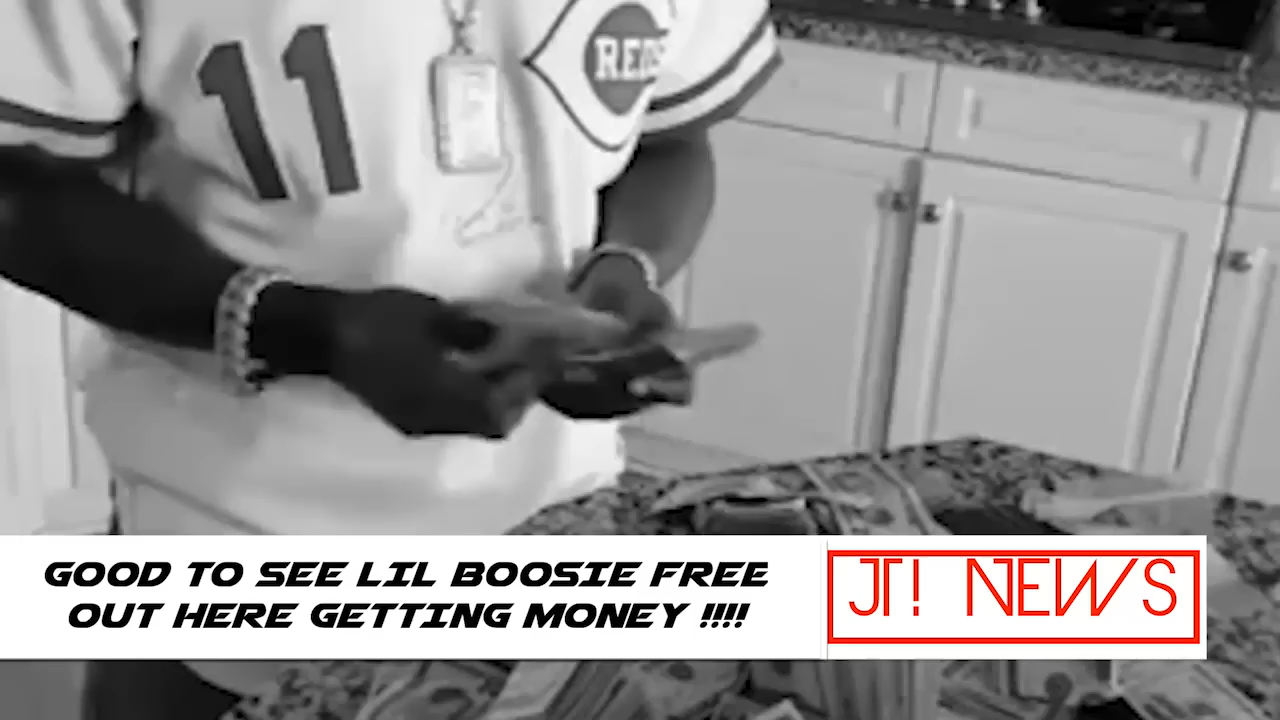 11
REDS
GOOD TO SEE LIL BOOSIE FREE
OUT HERE GETTING MONEY !!!!
JT! NEWS